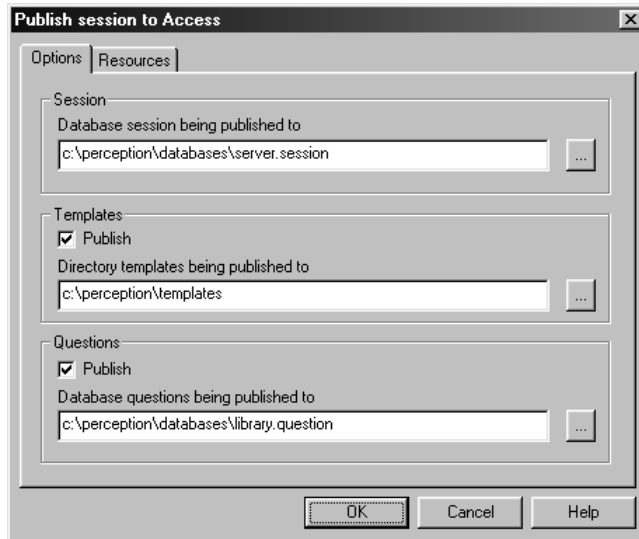 Publish session to Access
Options Resources
Session
Database session being published to
c:\perception\databases\server.session
...
Templates
Publish
Directory templates being published to
c:\perception\templates
...
Questions
Publish
Database questions being published to
c:\perception\databases\library.question
...
OK Cancel Help